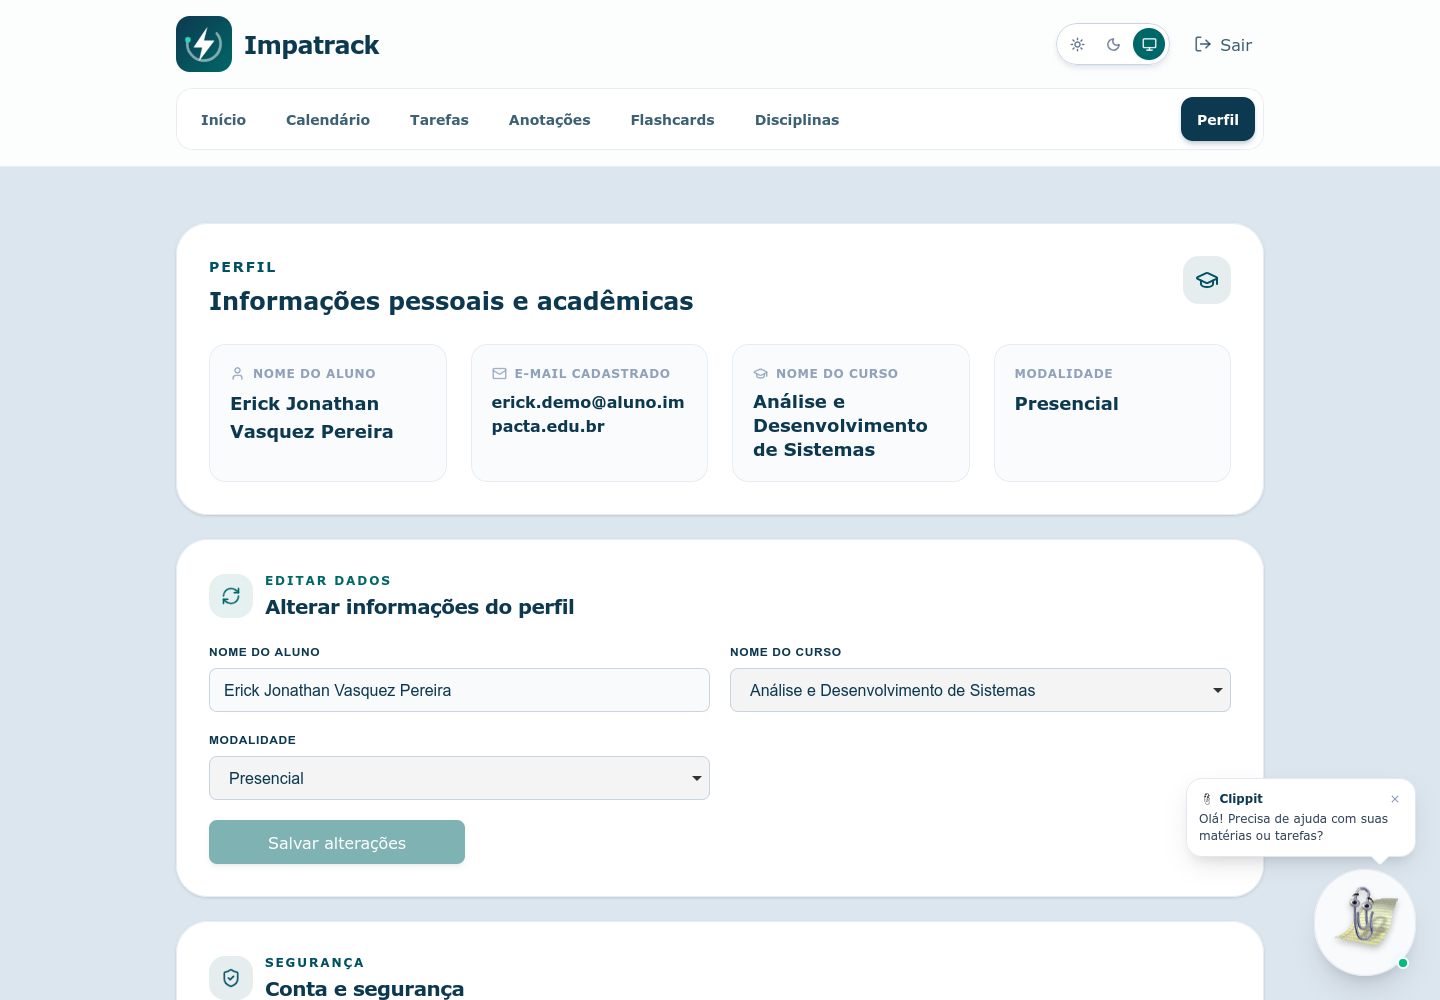 Impatrack
Sair
Início
Calendário
Tarefas
Anotações
Flashcards
Disciplinas
Perfil
PERFIL
Informações pessoais e acadêmicas
NOME DO ALUNO
Erick Jonathan
Vasquez Pereira
E-MAIL CADASTRADO
erick.demo@aluno.im
pacta.edu.br
NOME DO CURSO
Análise e
Desenvolvimento
de Sistemas
MODALIDADE
Presencial
EDITAR DADOS
Alterar informações do perfil
NOME DO ALUNO
Erick Jonathan Vasquez Pereira
NOME DO CURSO
Análise e Desenvolvimento de Sistemas
MODALIDADE
Presencial
Salvar alterações
Clippit
Olá! Precisa de ajuda com suas
matérias ou tarefas?
SEGURANÇA
Conta e segurança